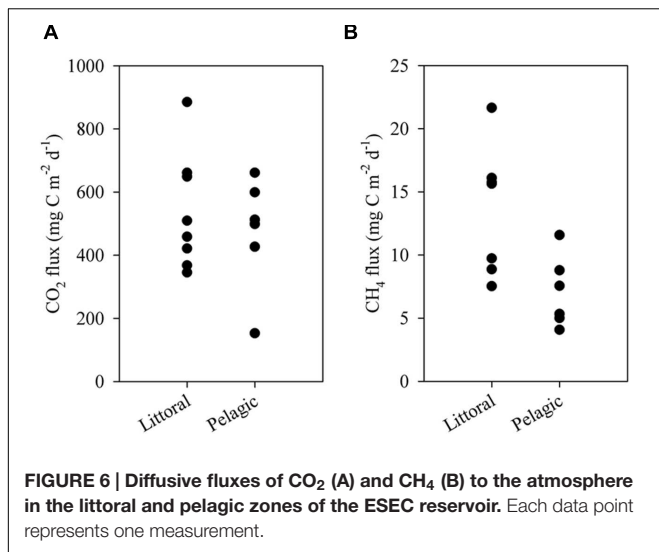 A
1000
800
600
400
200
0
CO₂ flux (mg C m⁻² d⁻¹)
Littoral
Pelagic
B
25
20
15
10
5
0
CH₄ flux (mg C m⁻² d⁻¹)
Littoral
Pelagic
FIGURE 6 | Diffusive fluxes of CO₂ (A) and CH₄ (B) to the atmosphere
in the littoral and pelagic zones of the ESEC reservoir. Each data point
represents one measurement.